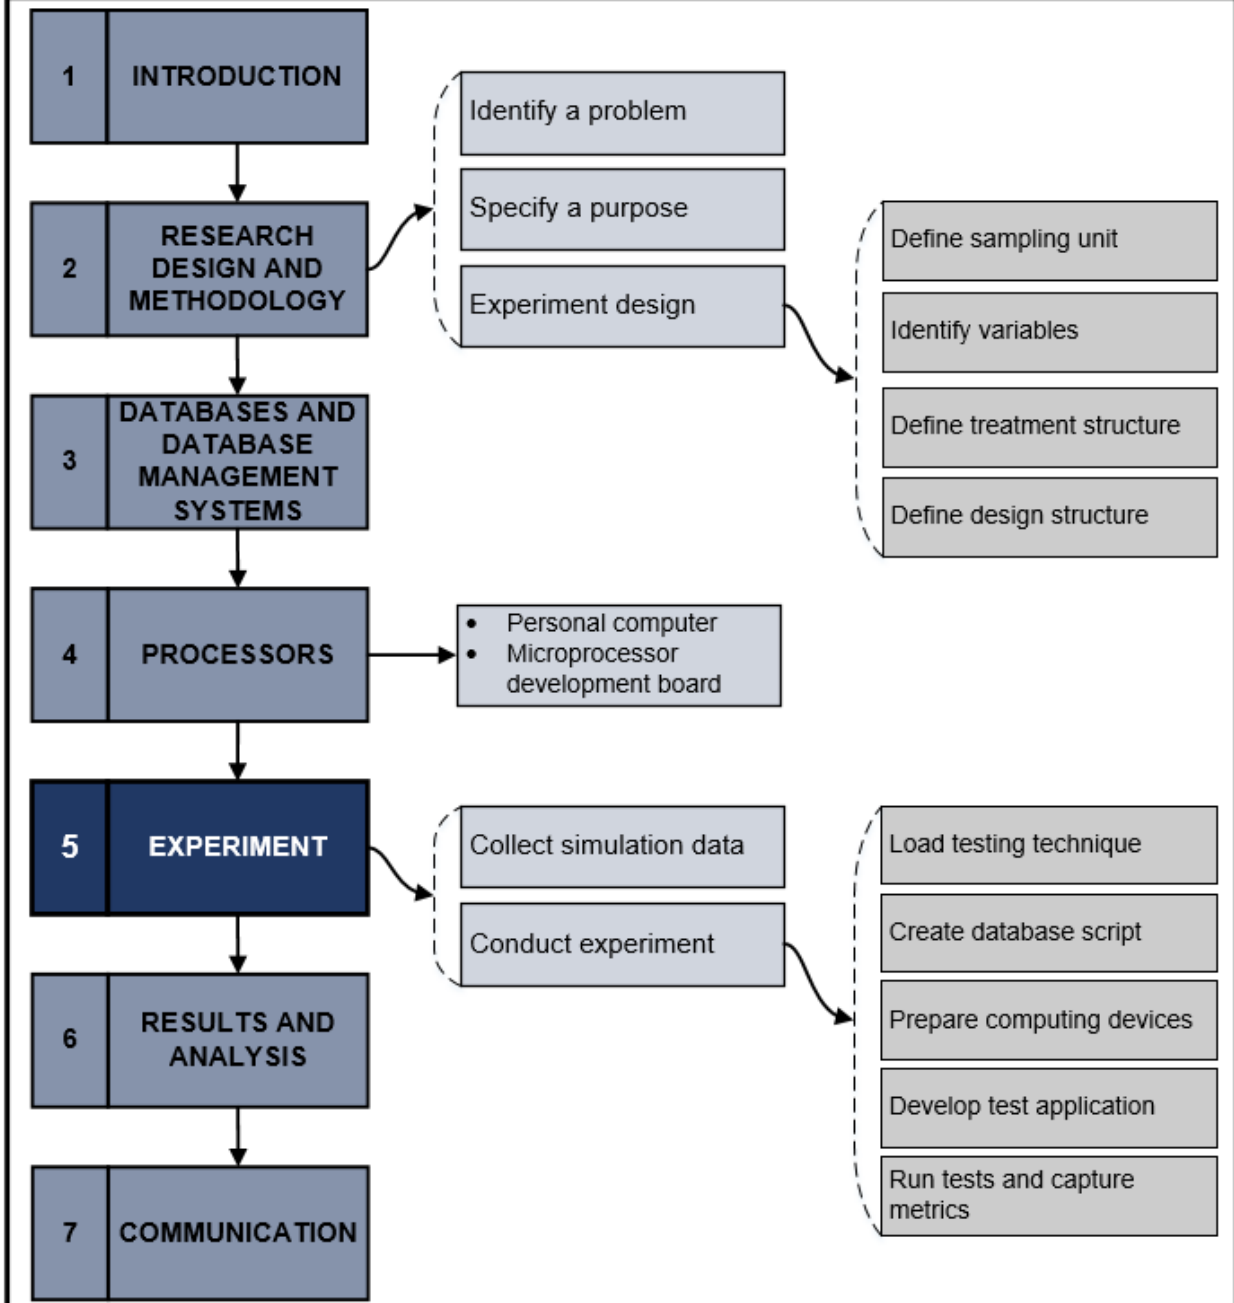 1
INTRODUCTION
2
RESEARCH
DESIGN AND
METHODOLOGY
Identify a problem
Specify a purpose
Experiment design
Define sampling unit
Identify variables
Define treatment structure
Define design structure
3
DATABASES AND
DATABASE
MANAGEMENT
SYSTEMS
4
PROCESSORS
• Personal computer
• Microprocessor
development board
5
EXPERIMENT
Collect simulation data
Conduct experiment
Load testing technique
Create database script
Prepare computing devices
Develop test application
Run tests and capture
metrics
6
RESULTS AND
ANALYSIS
7
COMMUNICATION